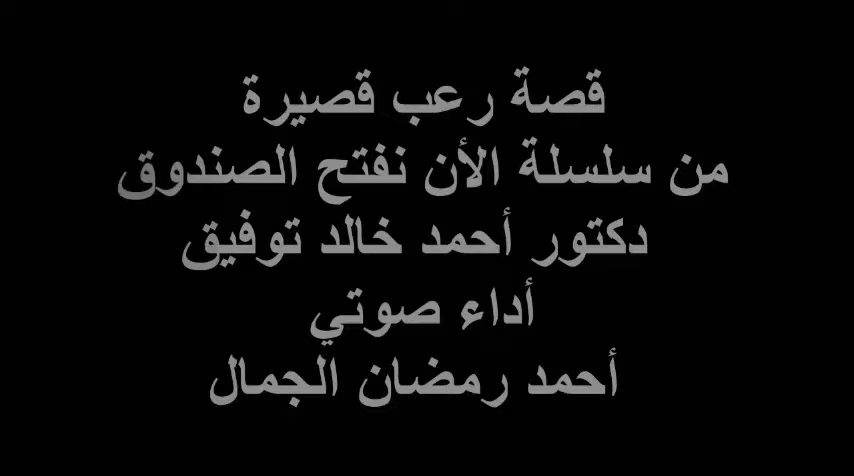 قصة رعب قصيرة
من سلسلة الأن نفتح الصندوق
دكتور أحمد خالد توفيق
أداء صوتي
أحمد رمضان الجمال